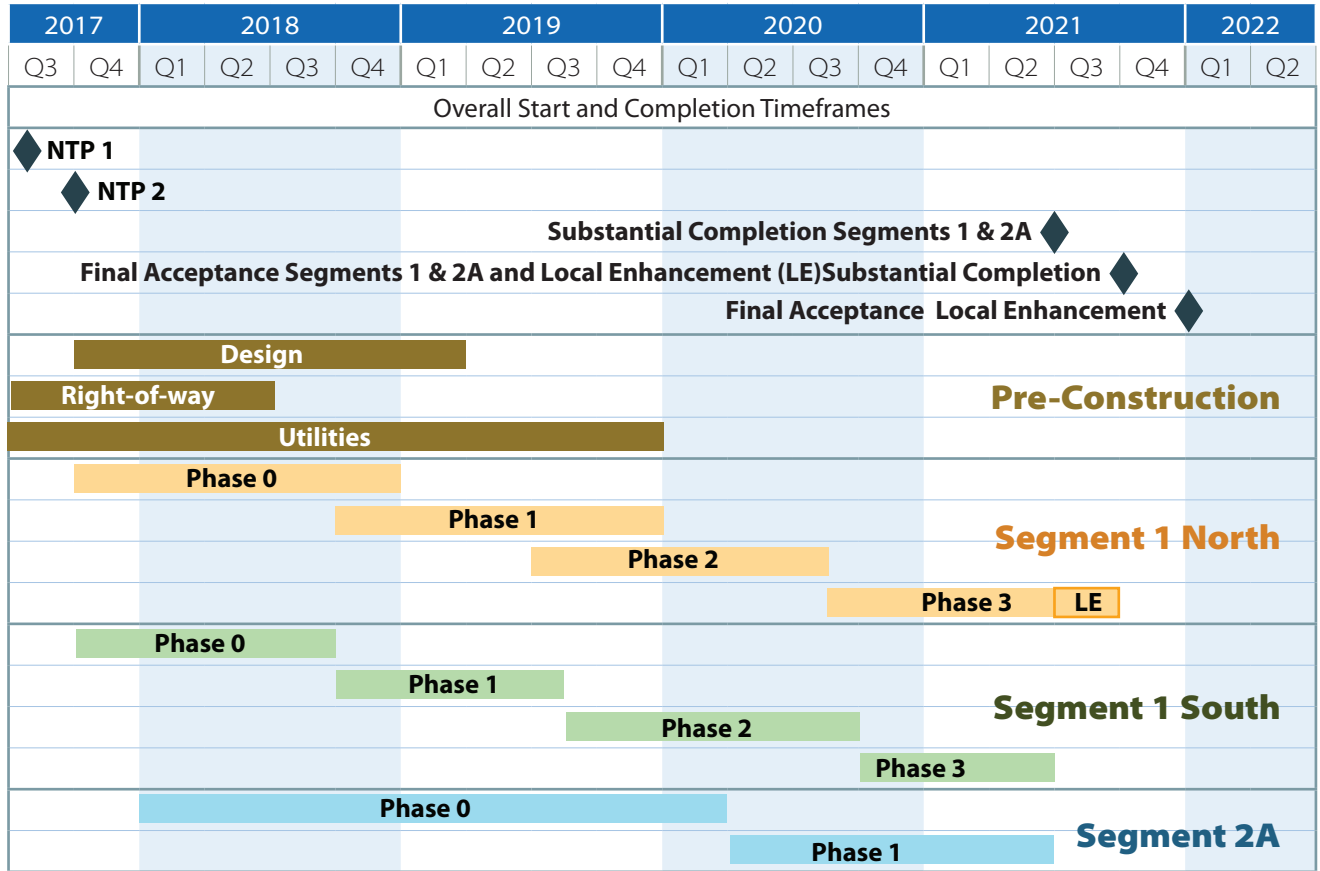 2017 2018 2019 2020 2021 2022
Q3 Q4 Q1 Q2 Q3 Q4 Q1 Q2 Q3 Q4 Q1 Q2 Q3 Q4 Q1 Q2 Q3 Q4 Q1 Q2
Overall Start and Completion Timeframes
NTP 1
NTP 2
Substantial Completion Segments 1 & 2A
Final Acceptance Segments 1 & 2A and Local Enhancement (LE)Substantial Completion
Final Acceptance Local Enhancement
Design
Right-of-way
Pre-Construction
Utilities
Phase 0
Phase 1
Segment 1 North
Phase 2
Phase 3 LE
Phase 0
Phase 1
Segment 1 South
Phase 2
Phase 3
Phase 0
Segment 2A
Phase 1